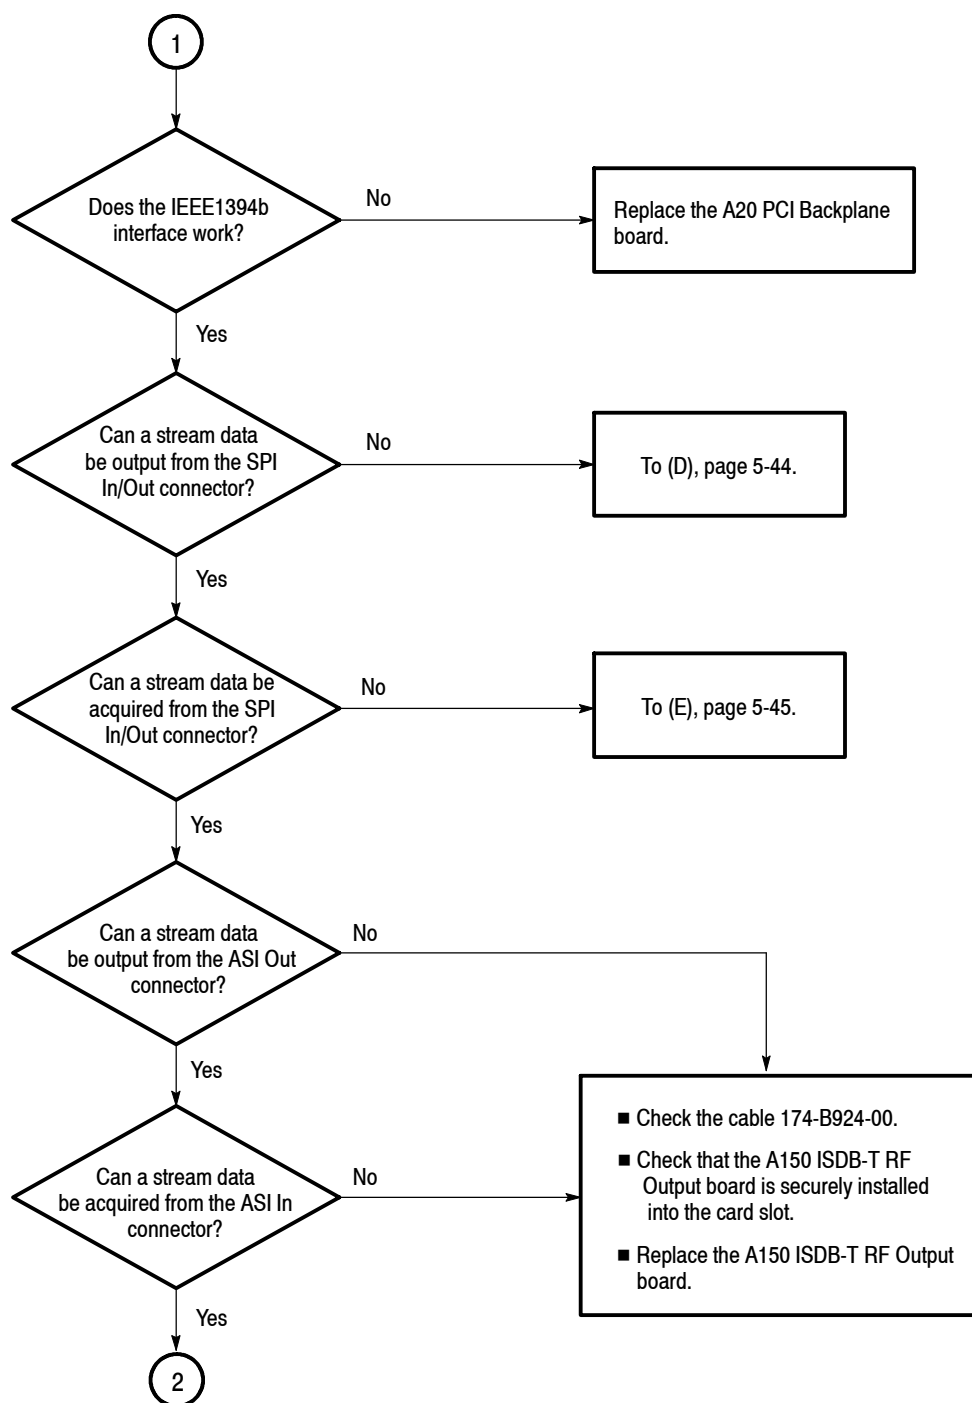 1
Does the IEEE1394b
interface work?
No
Replace the A20 PCI Backplane
board.
Yes
Can a stream data
be output from the SPI
In/Out connector?
No
To (D), page 5-44.
Yes
Can a stream data be
acquired from the SPI
In/Out connector?
No
To (E), page 5-45.
Yes
Can a stream data
be output from the ASI Out
connector?
No
Yes
Can a stream data
be acquired from the ASI In
connector?
No
■ Check the cable 174-B924-00.
■ Check that the A150 ISDB-T RF
Output board is securely installed
into the card slot.
■ Replace the A150 ISDB-T RF Output
board.
Yes
2